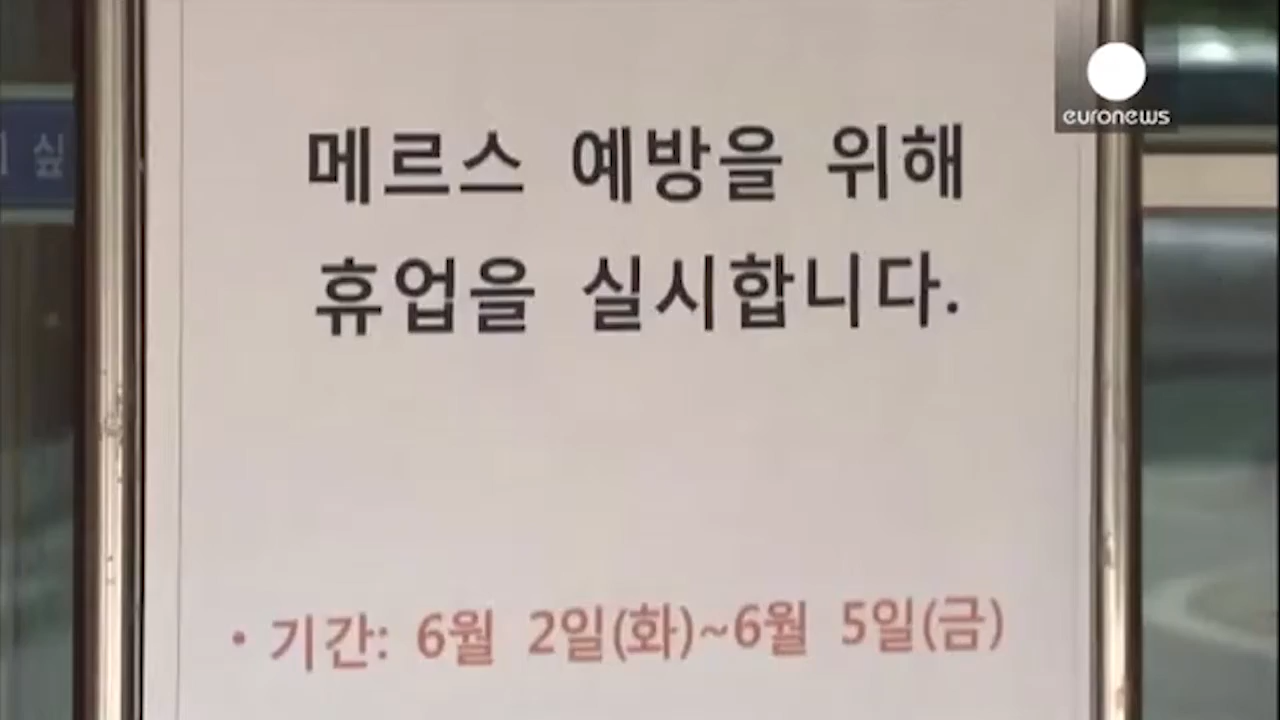 메르스 예방을 위해
휴업을 실시합니다.
• 기간: 6월 2일(화)~6월 5일(금)
euronews
싶